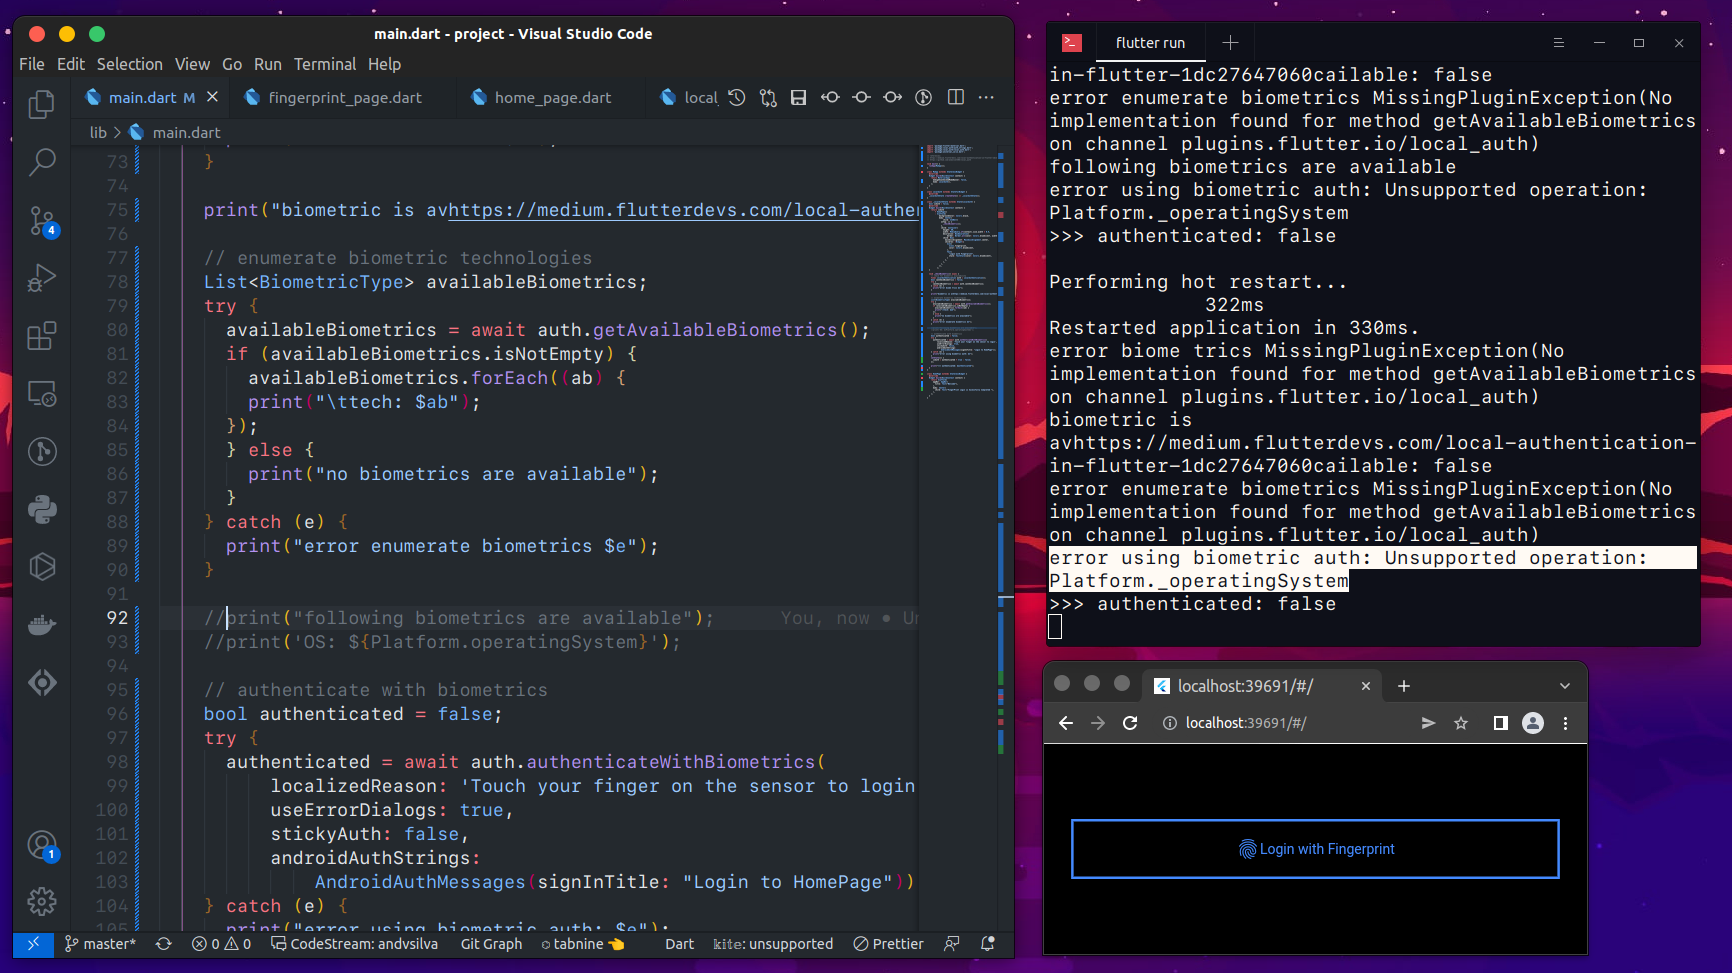 main.dart - project - Visual Studio Code
File Edit Selection View Go Run Terminal Help
main.dart M
fingerprint_page.dart
home_page.dart
local_
lib > main.dart
73 }
74
75 print("biometric is avhttps://medium.flutterdevs.com/local-authe
76
77 // enumerate biometric technologies
78 List<BiometricType> availableBiometrics;
79 try {
80 availableBiometrics = await auth.getAvailableBiometrics();
81 if (availableBiometrics.isNotEmpty) {
82 availableBiometrics.forEach((ab) {
83 print("\ttech: $ab");
84 });
85 } else {
86 print("no biometrics are available");
87 }
88 } catch (e) {
89 print("error enumerate biometrics $e");
90 }
91
92 //print("following biometrics are available"); You, now • Un
93 //print('OS: ${Platform.operatingSystem}');
94
95 // authenticate with biometrics
96 bool authenticated = false;
97 try {
98 authenticated = await auth.authenticateWithBiometrics(
99 localizedReason: 'Touch your finger on the sensor to login
100 useErrorDialogs: true,
101 stickyAuth: false,
102 androidAuthStrings:
103 AndroidAuthMessages(signInTitle: "Login to HomePage"))
104 } catch (e) {
105 print("error using biometric auth: $e");
4
1
master* 0 0 CodeStream: andvsilva Git Graph tabnine Dart kite: unsupported Prettier
flutter run
in-flutter-1dc27647060cailable: false
error enumerate biometrics MissingPluginException(No
implementation found for method getAvailableBiometrics
on channel plugins.flutter.io/local_auth)
following biometrics are available
error using biometric auth: Unsupported operation:
Platform._operatingSystem
>>> authenticated: false
Performing hot restart...
322ms
Restarted application in 330ms.
error biome trics MissingPluginException(No
implementation found for method getAvailableBiometrics
on channel plugins.flutter.io/local_auth)
biometric is
avhttps://medium.flutterdevs.com/local-authentication-
in-flutter-1dc27647060cailable: false
error enumerate biometrics MissingPluginException(No
implementation found for method getAvailableBiometrics
on channel plugins.flutter.io/local_auth)
error using biometric auth: Unsupported operation:
Platform._operatingSystem
>>> authenticated: false
localhost:39691/#/
localhost:39691/#/
Login with Fingerprint